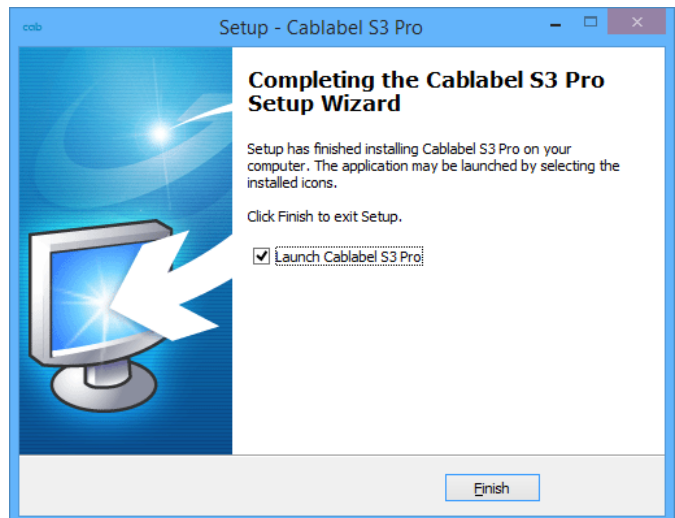 cab
Setup - Cablabel S3 Pro
Completing the Cablabel S3 Pro
Setup Wizard
Setup has finished installing Cablabel S3 Pro on your
computer. The application may be launched by selecting the
installed icons.
Click Finish to exit Setup.
Launch Cablabel S3 Pro
Finish